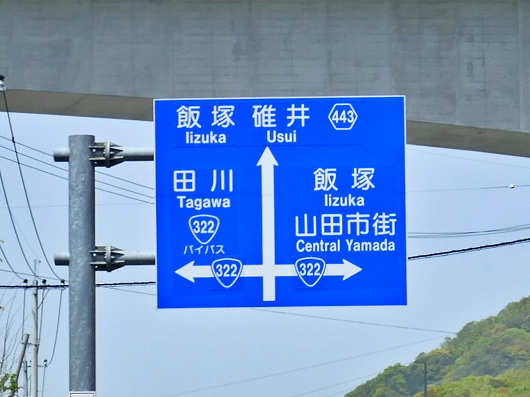 飯塚 碓井 443
Iizuka Usui
田川
Tagawa
322
バイパス
322
飯塚
Iizuka
山田市街
Central Yamada
322